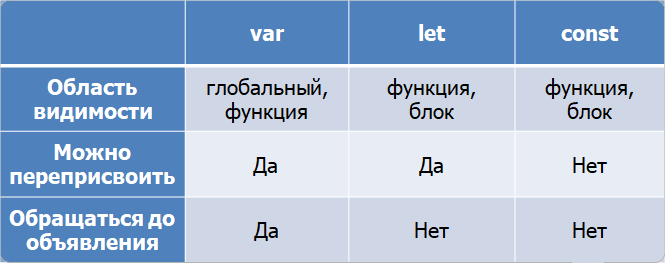 var let const
Область видимости глобальный, функция функция, блок функция, блок
Можно переприсвоить Да Да Нет
Обращаться до объявления Да Нет Нет